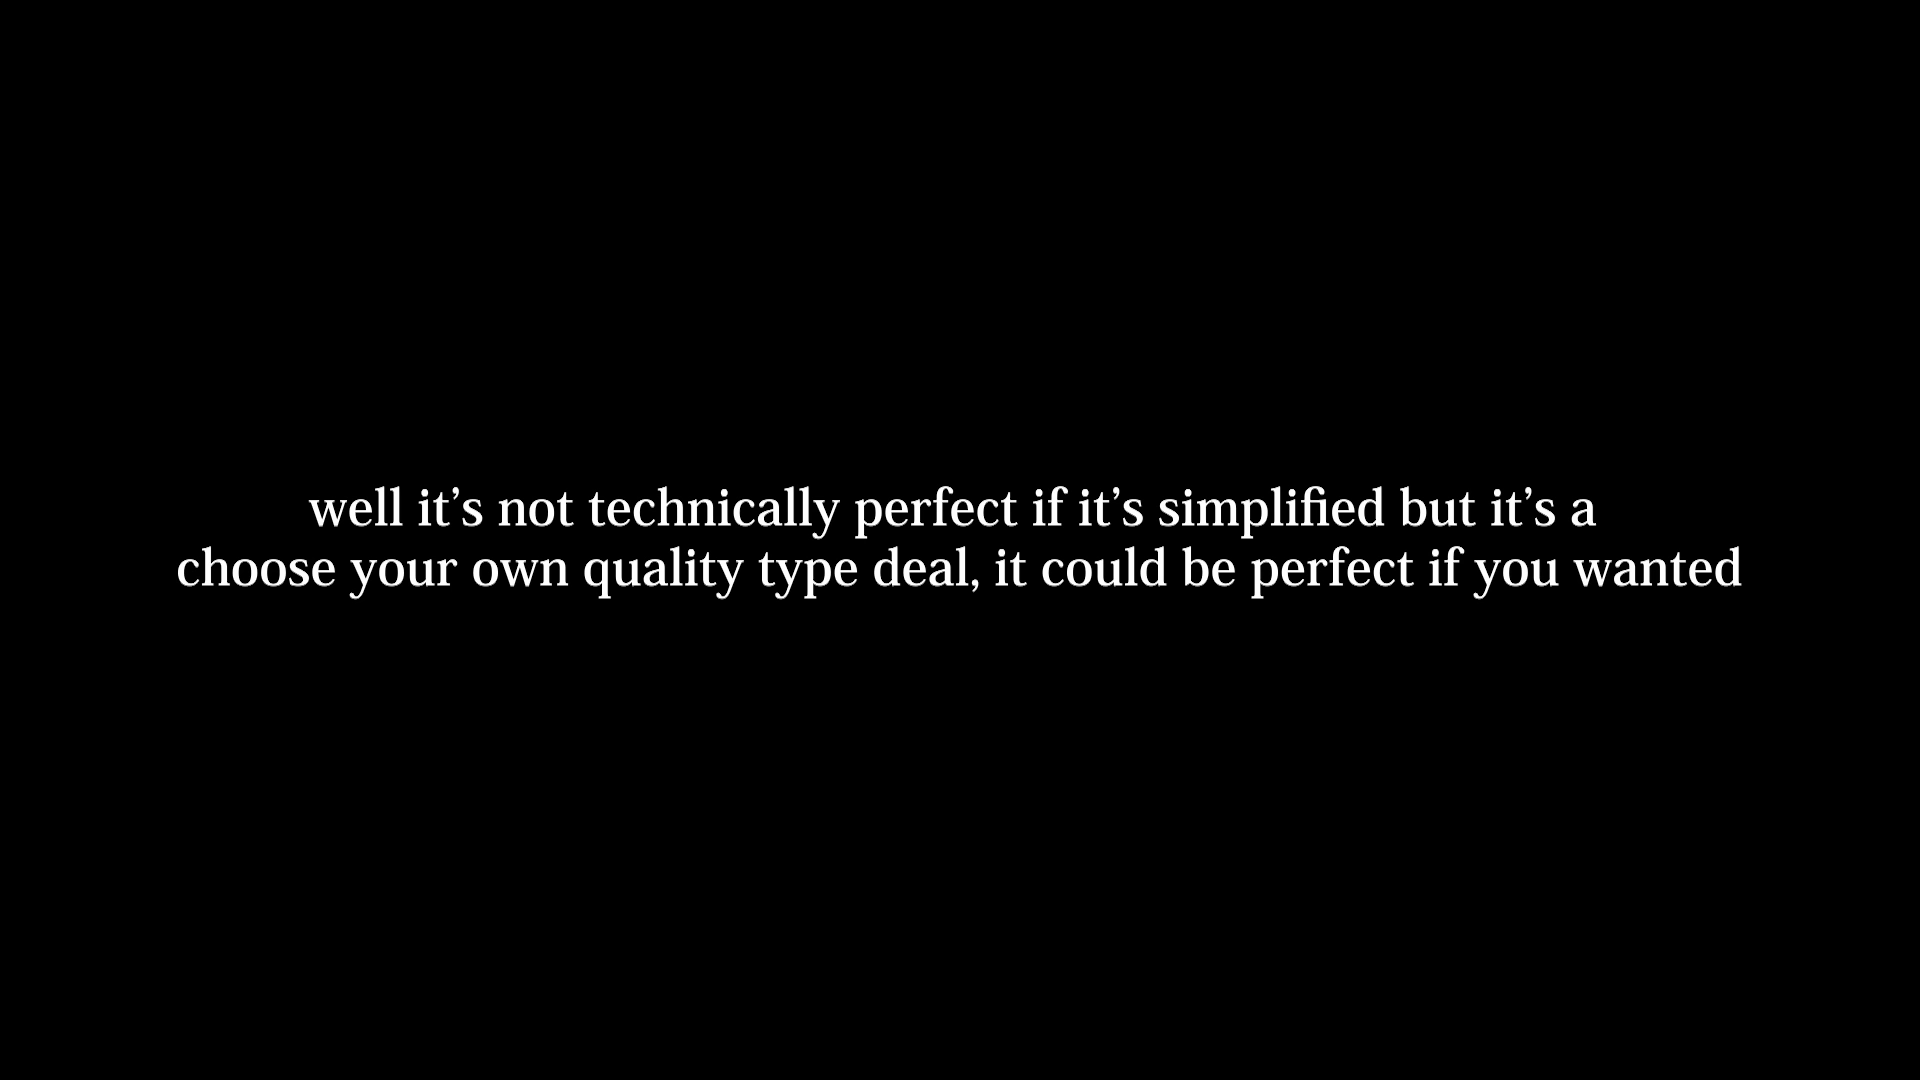 well it’s not technically perfect if it’s simplified but it’s a
choose your own quality type deal, it could be perfect if you wanted